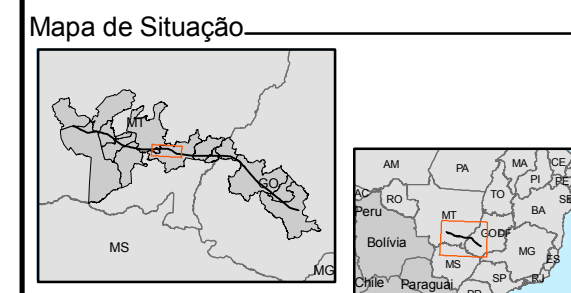 Mapa de Situação
MT
GO
MS
MG
AM
PA
MA
CE
PI
PE
AC
RO
TO
SE
BA
Peru
MT
GO
DF
Bolívia
MG
ES
MS
SP
RJ
Chile
Paraguai
PR